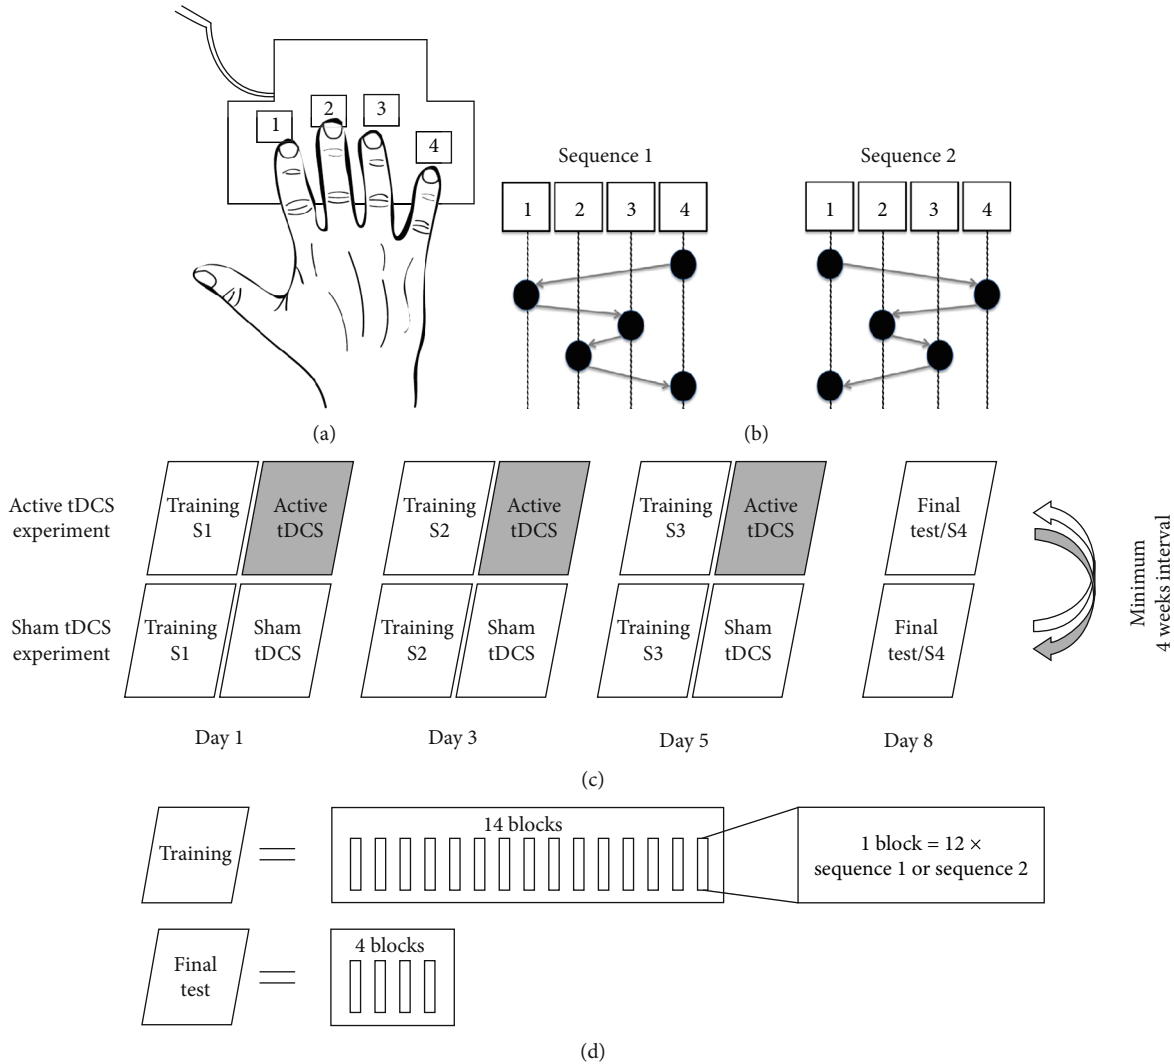 1
2
3
4
(a)
Sequence 1
1 2 3 4
Sequence 2
1 2 3 4
(b)
Active tDCS
experiment
Training
S1
Active
tDCS
Training
S2
Active
tDCS
Training
S3
Active
tDCS
Final
test/S4
Sham tDCS
experiment
Training
S1
Sham
tDCS
Training
S2
Sham
tDCS
Training
S3
Sham
tDCS
Final
test/S4
Minimum
4 weeks interval
Day 1
Day 3
Day 5
Day 8
(c)
Training
14 blocks
1 block = 12 ×
sequence 1 or sequence 2
Final
test
4 blocks
(d)